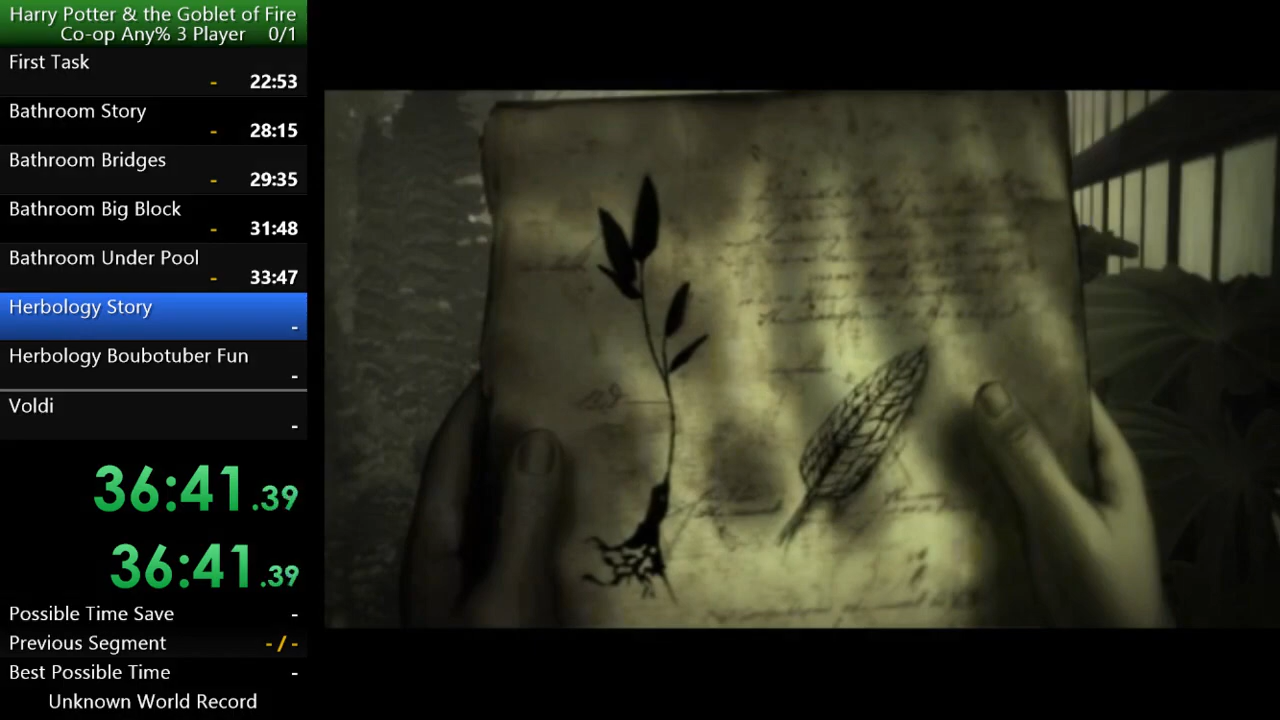 Harry Potter & the Goblet of Fire
Co-op Any% 3 Player 0/1
First Task
- 22:53
Bathroom Story
- 28:15
Bathroom Bridges
- 29:35
Bathroom Big Block
- 31:48
Bathroom Under Pool
- 33:47
Herbology Story
-
Herbology Boubotuber Fun
-
Voldi
-
36:41.39
36:41.39
Possible Time Save -
Previous Segment - / -
Best Possible Time -
Unknown World Record